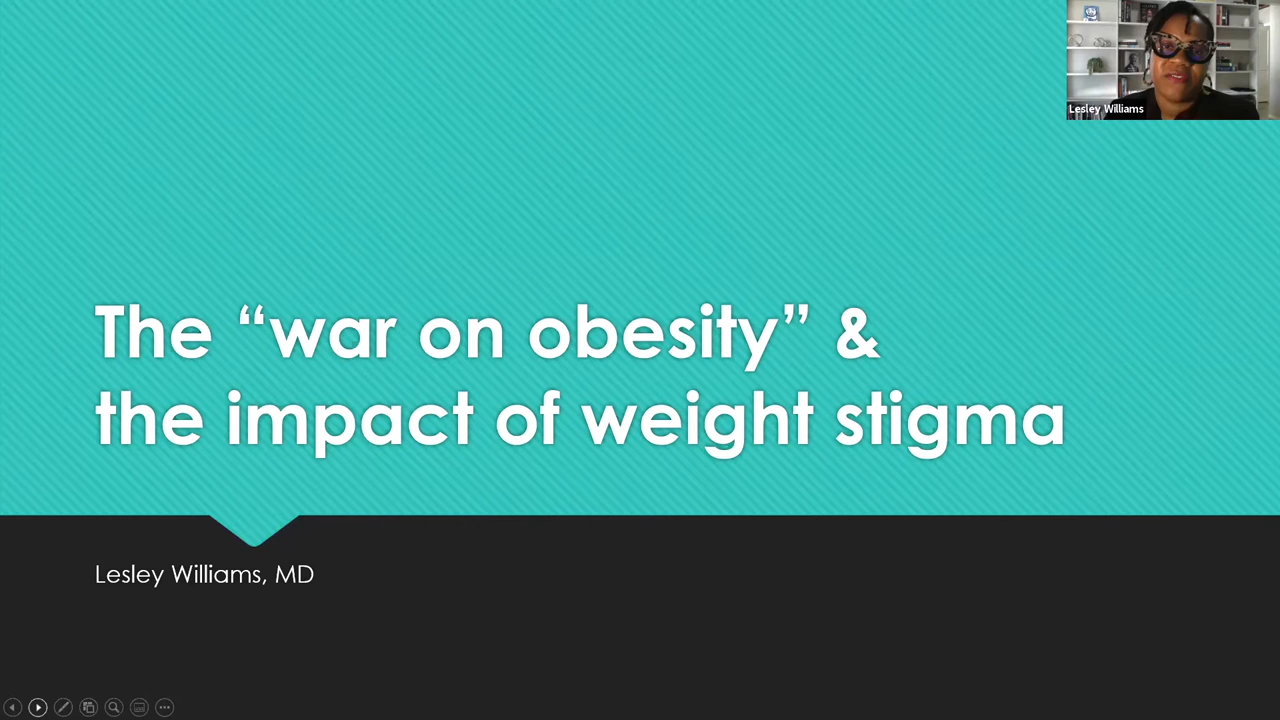 Lesley Williams
The “war on obesity” &
the impact of weight stigma
Lesley Williams, MD